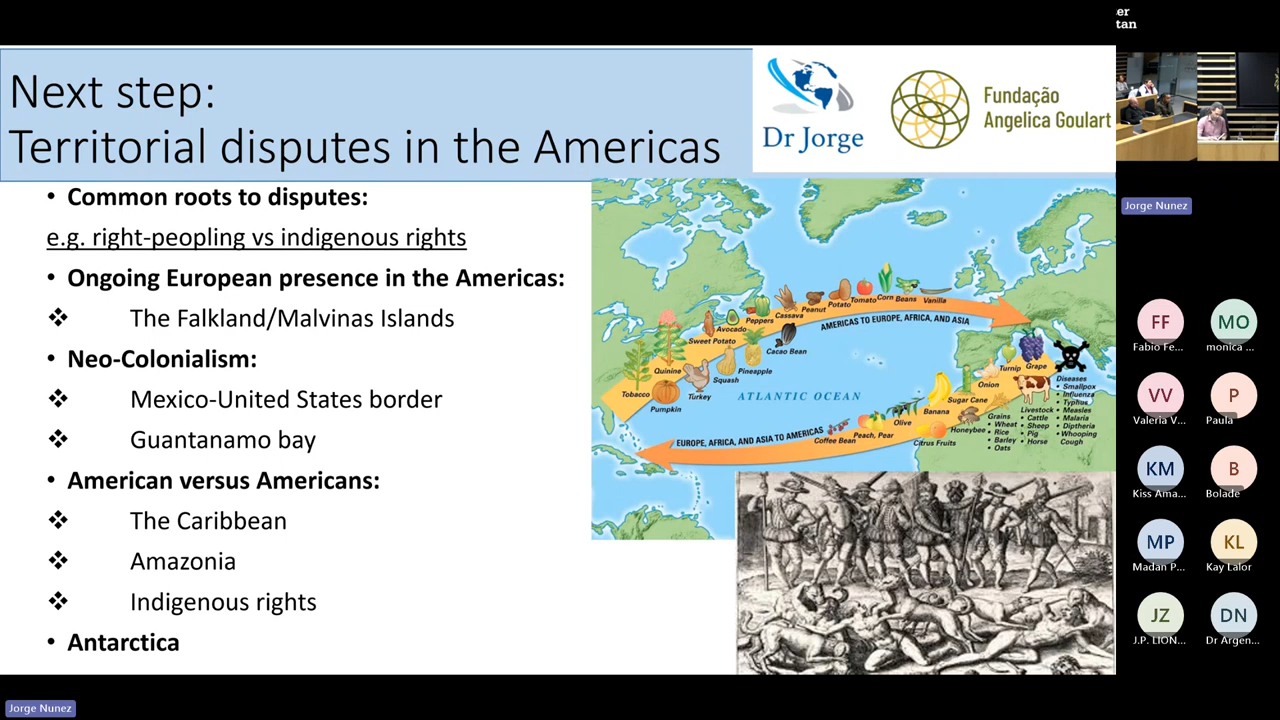 er
tan
Next step:
Territorial disputes in the Americas
Dr Jorge
Fundação
Angelica Goulart
• Common roots to disputes:
e.g. right-peopling vs indigenous rights
• Ongoing European presence in the Americas:
❖ The Falkland/Malvinas Islands
• Neo-Colonialism:
❖ Mexico-United States border
❖ Guantanamo bay
• American versus Americans:
❖ The Caribbean
❖ Amazonia
❖ Indigenous rights
• Antarctica
Quinine
Tobacco
Pumpkin
Sweet Potato
Avocado
Peppers
Cassava
Peanut
Potato
Tomato
Corn
Beans
Vanilla
Turkey
Squash
Pineapple
Cacao Bean
AMERICAS TO EUROPE, AFRICA, AND ASIA
ATLANTIC OCEAN
EUROPE, AFRICA, AND ASIA TO AMERICAS
Coffee Bean
Peach, Pear
Olive
Citrus Fruits
Banana
Sugar Cane
Honeybee
Onion
Turnip
Grape
Grains
• Wheat
• Rice
• Barley
• Oats
Livestock
• Cattle
• Sheep
• Pig
• Horse
Diseases
• Smallpox
• Influenza
• Typhus
• Measles
• Malaria
• Diptheria
• Whooping
Cough
Jorge Nunez
FF
Fabio Fe...
MO
monica ...
VV
Valeria V...
P
Paula
KM
Kiss Ama...
B
Bolade
MP
Madan P...
KL
Kay Lalor
JZ
J.P. LION...
DN
Dr Argen...
Jorge Nunez